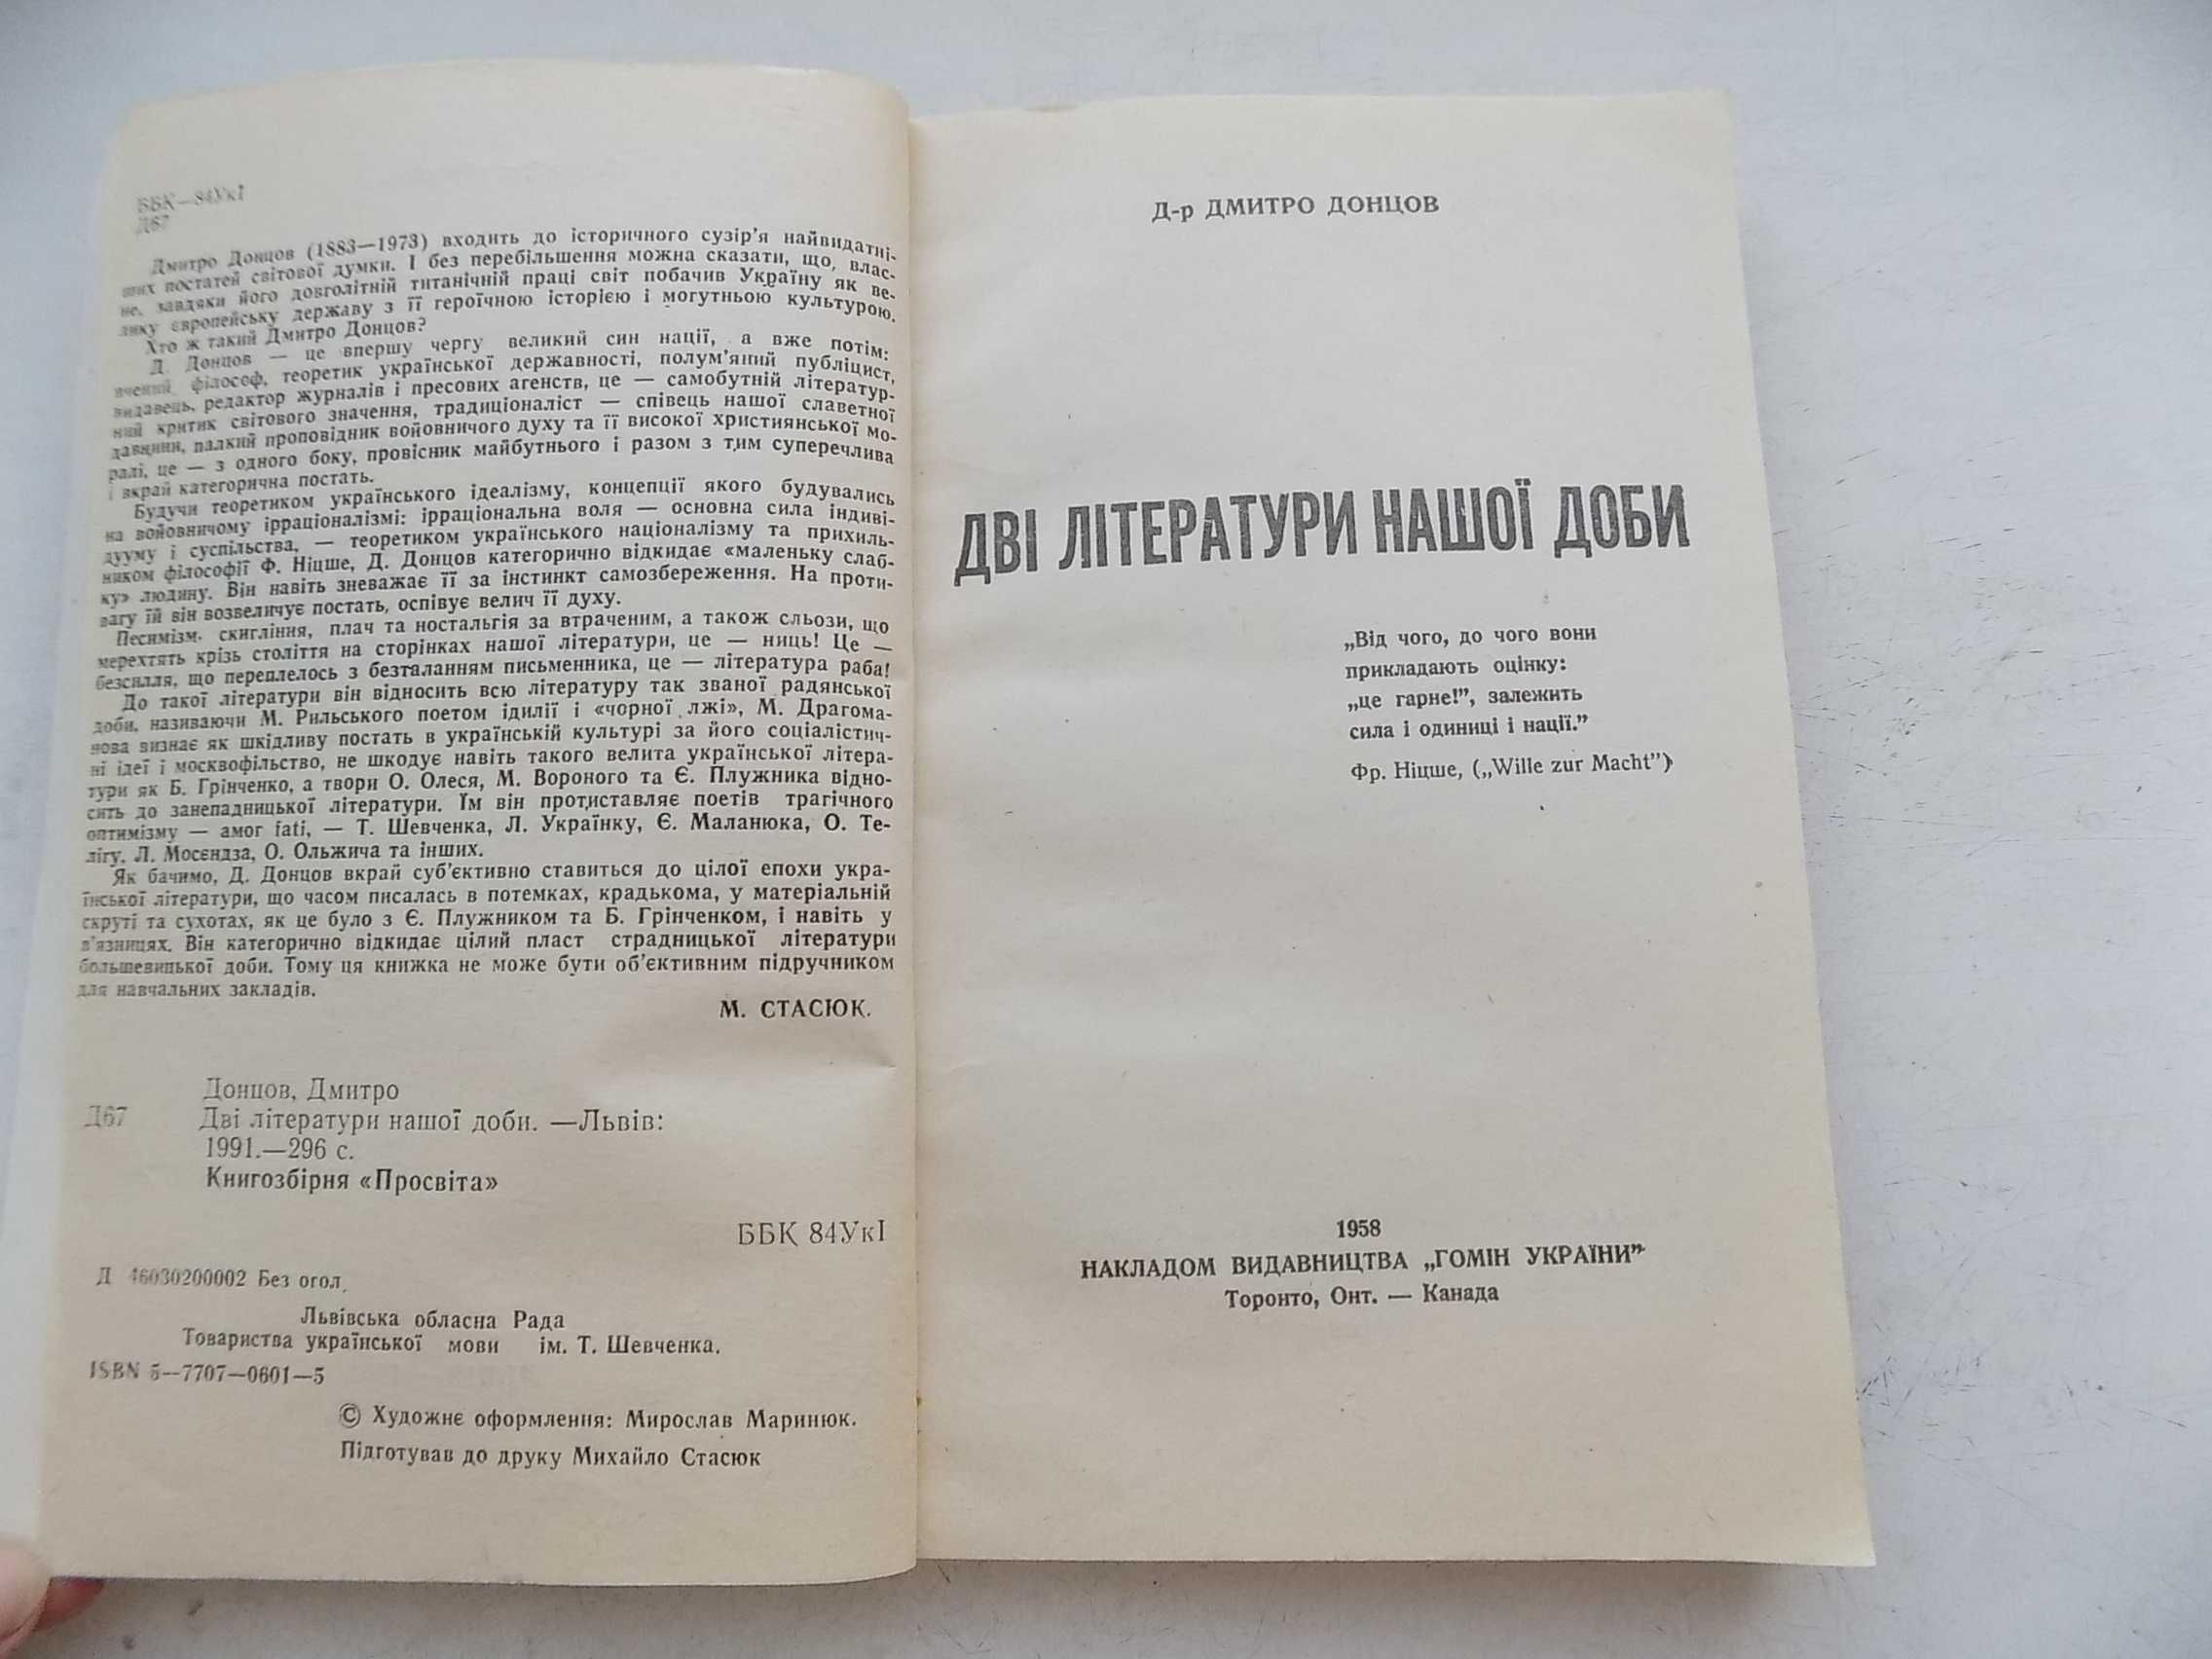 ББК—84УкІ
Д67
Дмитро Донцов (1883—1973) входить до історичного сузір’я найвидатні-
ших постатей світової думки. І без перебільшення можна сказати, що, влас-
не, завдяки його довголітній титанічній праці світ побачив Україну як ве-
лику європейську державу з її героїчною історією і могутньою культурою.
Хто ж такий Дмитро Донцов?
Д. Донцов — це впершу чергу великий син нації, а вже потім:
вчений, філософ, теоретик української державності, полум’яний публіцист,
видавець, редактор журналів і пресових агенств, це — самобутній літератур-
ний критик світового значення, традиціоналіст — співець нашої славетної
давнини, палкий проповідник войовничого духу та її високої християнської мо-
ралі, це — з одного боку, провісник майбутнього і разом з тим суперечлива
і вкрай категорична постать.
Будучи теоретиком українського ідеалізму, концепції якого будувались
на войовничому ірраціоналізмі: ірраціональна воля — основна сила індиві-
дууму і суспільства, — теоретиком українського націоналізму та прихиль-
ником філософії Ф. Ніцше, Д. Донцов категорично відкидає «маленьку слаб-
ку» людину. Він навіть зневажає її за інстинкт самозбереження. На проти-
вагу їй він возвеличує постать, оспівує велич її духу.
Песимізм. скигління, плач та ностальгія за втраченим, а також сльози, що
мерехтять крізь століття на сторінках нашої літератури, це — ниць! Це —
безсилля, що переплелось з безталанням письменника, це — література раба!
До такої літератури він відносить всю літературу так званої радянської
доби, називаючи М. Рильського поетом ідилії і «чорної лжі», М. Драгома-
нова визнає як шкідливу постать в українській культурі за його соціалістич-
ні ідеї і москвофільство, не шкодує навіть такого велита української літера-
тури як Б. Грінченко, а твори О. Олеся, М. Вороного та Є. Плужника відно-
сить до занепадницької літератури. Їм він протиставляє поетів трагічного
оптимізму — амог fati, — Т. Шевченка, Л. Українку, Є. Маланюка, О. Те-
лігу, Л. Мосендза, О. Ольжича та інших.
Як бачимо, Д. Донцов вкрай суб’єктивно ставиться до цілої епохи укра-
їнської літератури, що часом писалась в потемках, крадькома, у матеріальній
скруті та сухотах, як це було з Є. Плужником та Б. Грінченком, і навіть у
в’язницях. Він категорично відкидає цілий пласт страдницької літератури
большевицької доби. Тому ця книжка не може бути об’єктивним підручником
для навчальних закладів.
М. СТАСЮК.
Донцов, Дмитро
Д67 Дві літератури нашої доби. —Львів:
1991.—296 с.
Книгозбірня «Просвіта»
ББК 84УкІ
Д 46030200002 Без огол.
Львівська обласна Рада
Товариства української мови ім. Т. Шевченка.
ISBN 5—7707—0601—5
© Художнє оформлення: Мирослав Маринюк.
Підготував до друку Михайло Стасюк
Д-р ДМИТРО ДОНЦОВ
ДВІ ЛІТЕРАТУРИ НАШОЇ ДОБИ
„Від чого, до чого вони
прикладають оцінку:
„це гарне!”, залежить
сила і одиниці і нації.”
Фр. Ніцше, („Wille zur Macht”)
1958
НАКЛАДОМ ВИДАВНИЦТВА „ГОМІН УКРАЇНИ”
Торонто, Онт. — Канада